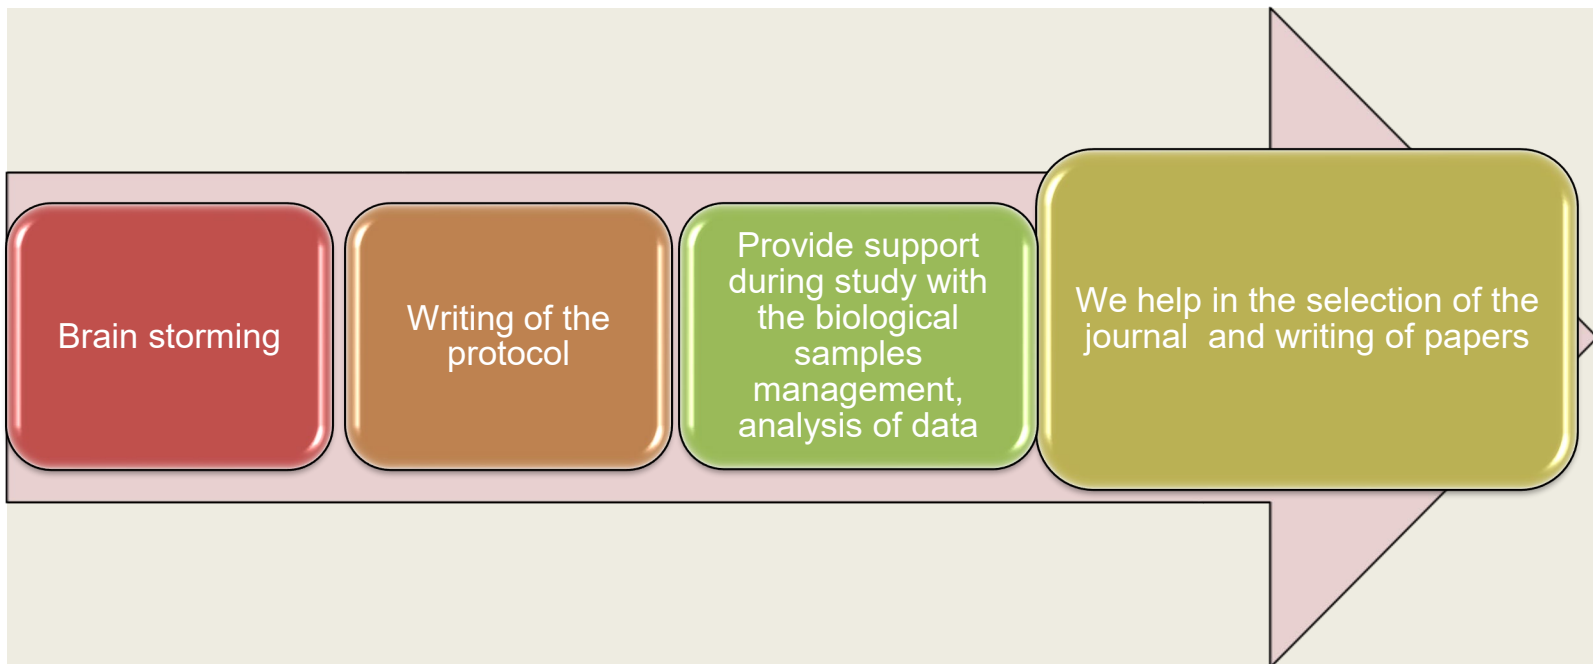 Brain storming
Writing of the
protocol
Provide support
during study with
the biological
samples
management,
analysis of data
We help in the selection of the
journal  and writing of papers